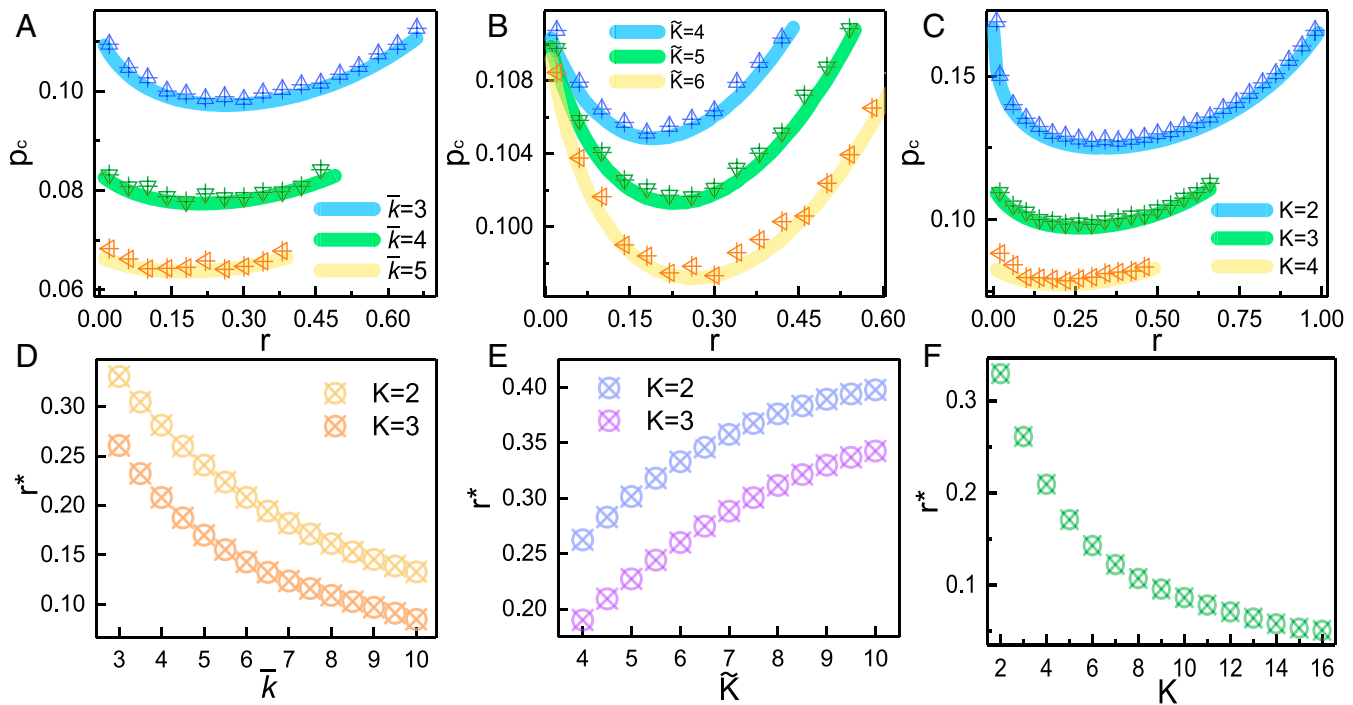 A
0.10
0.08
0.06
p_c
k̄=3
k̄=4
k̄=5
0.00 0.15 0.30 0.45 0.60
r
B
0.108
0.104
0.100
p_c
K̃=4
K̃=5
K̃=6
0.00 0.15 0.30 0.45 0.60
r
C
0.15
0.10
p_c
K=2
K=3
K=4
0.00 0.25 0.50 0.75 1.00
r
D
0.30
0.25
0.20
0.15
0.10
r*
K=2
K=3
3 4 5 6 7 8 9 10
k̄
E
0.40
0.35
0.30
0.25
0.20
r*
K=2
K=3
4 5 6 7 8 9 10
K̃
F
0.3
0.2
0.1
r*
2 4 6 8 10 12 14 16
K